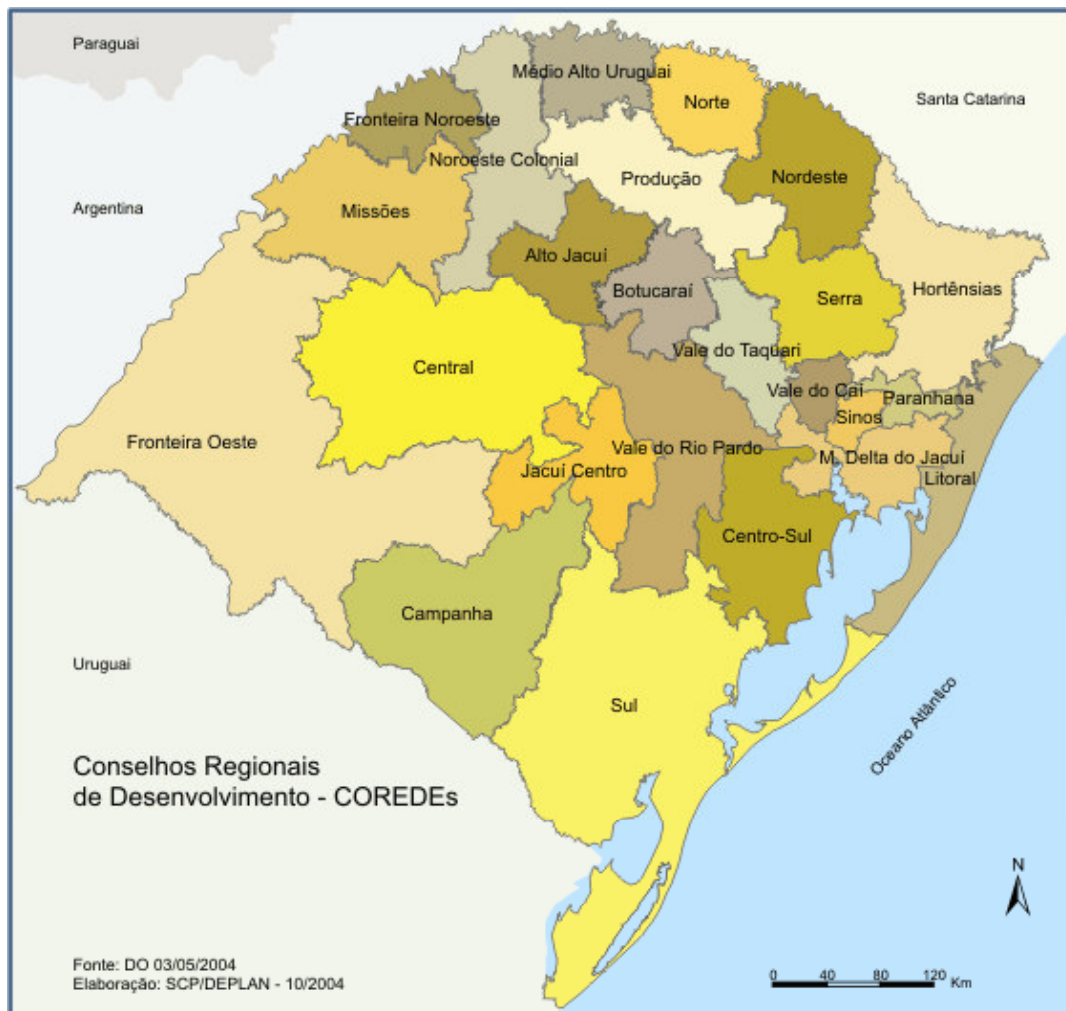 Paraguai
Médio Alto Uruguai
Norte
Santa Catarina
Fronteira Noroeste
Noroeste Colonial
Produção
Nordeste
Argentina
Missões
Alto Jacuí
Botucaraí
Serra
Hortênsias
Central
Vale do Taquari
Vale do Caí
Paranhana
Sinos
Fronteira Oeste
Vale do Rio Pardo
M. Delta do Jacuí
Jacuí Centro
Litoral
Centro-Sul
Campanha
Uruguai
Sul
Oceano Atlântico
Conselhos Regionais
de Desenvolvimento - COREDEs
N
Fonte: DO 03/05/2004
Elaboração: SCP/DEPLAN - 10/2004
0 40 80 120 Km